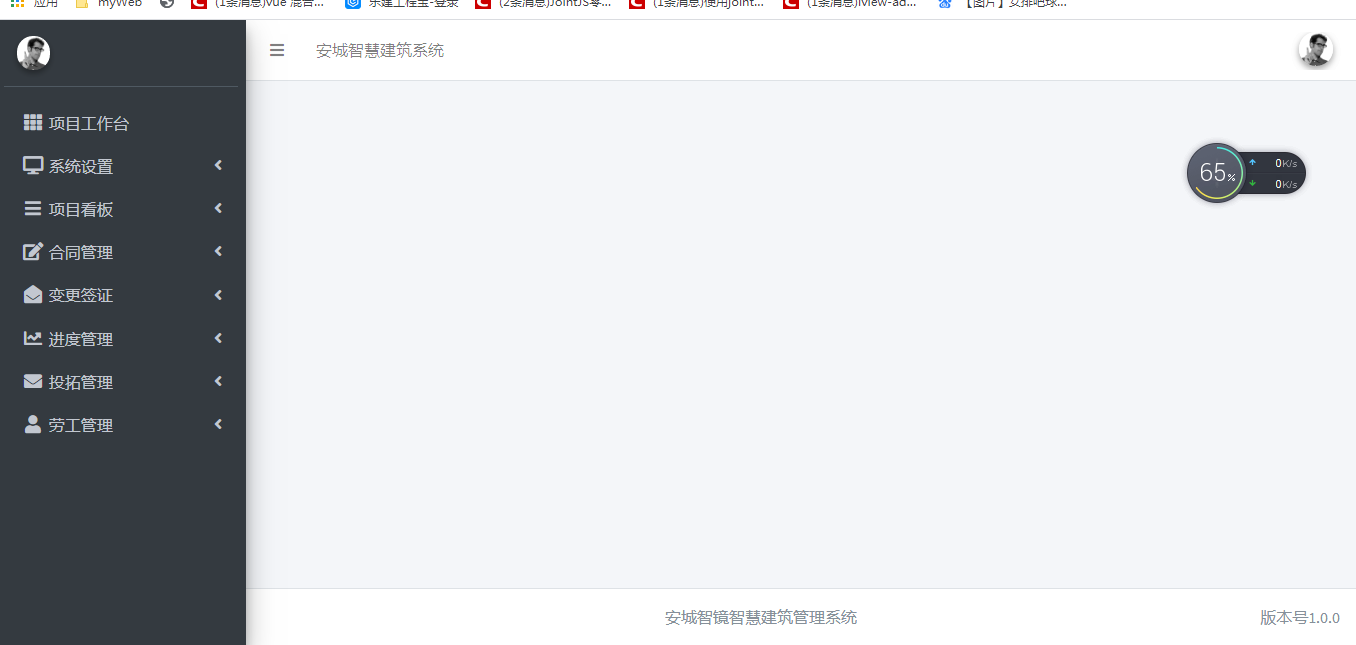 应用
myWeb
(1条消息)vue 混合...
乐建工程宝-登录
(2条消息)JointJS零...
(1条消息)使用joint...
(1条消息)iview-ad...
【图片】安排吧球...
安城智慧建筑系统
项目工作台
系统设置
项目看板
合同管理
变更签证
进度管理
投拓管理
劳工管理
65%
0K/s
0K/s
安城智镜智慧建筑管理系统
版本号1.0.0